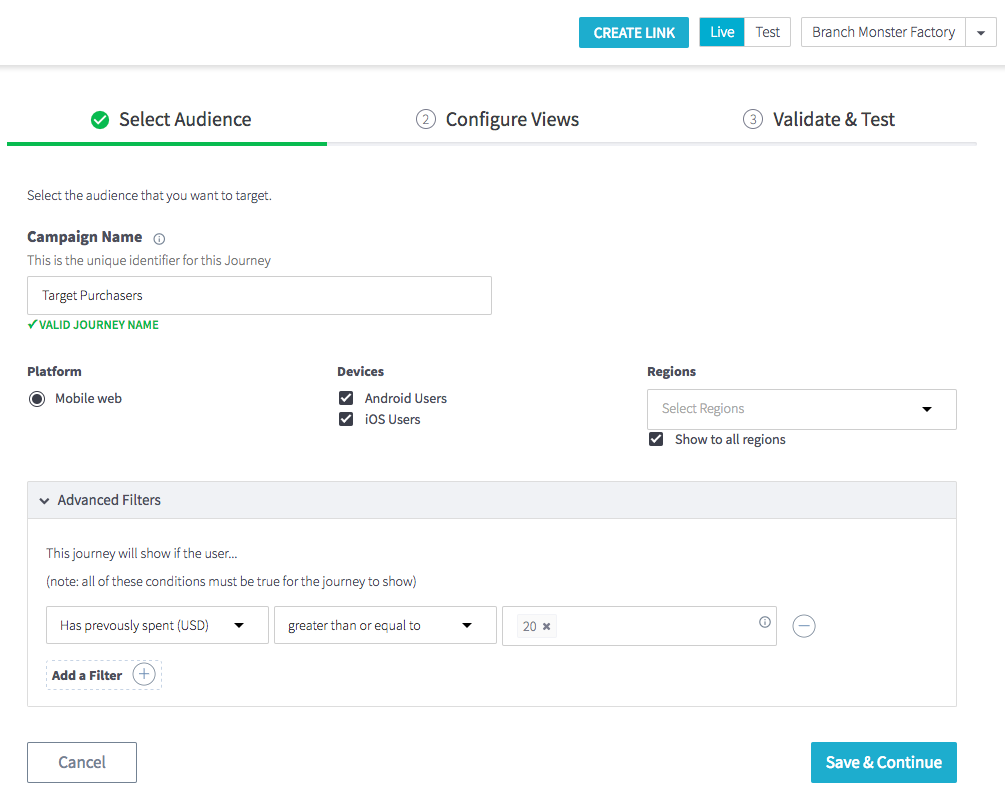 CREATE LINK Live Test Branch Monster Factory
Select Audience 2 Configure Views 3 Validate & Test
Select the audience that you want to target.
Campaign Name
This is the unique identifier for this Journey
Target Purchasers
✔VALID JOURNEY NAME
Platform Devices Regions
Mobile web Android Users Select Regions
iOS Users Show to all regions
Advanced Filters
This journey will show if the user...
(note: all of these conditions must be true for the journey to show)
Has prevously spent (USD) greater than or equal to 20 ×
Add a Filter
Cancel Save & Continue